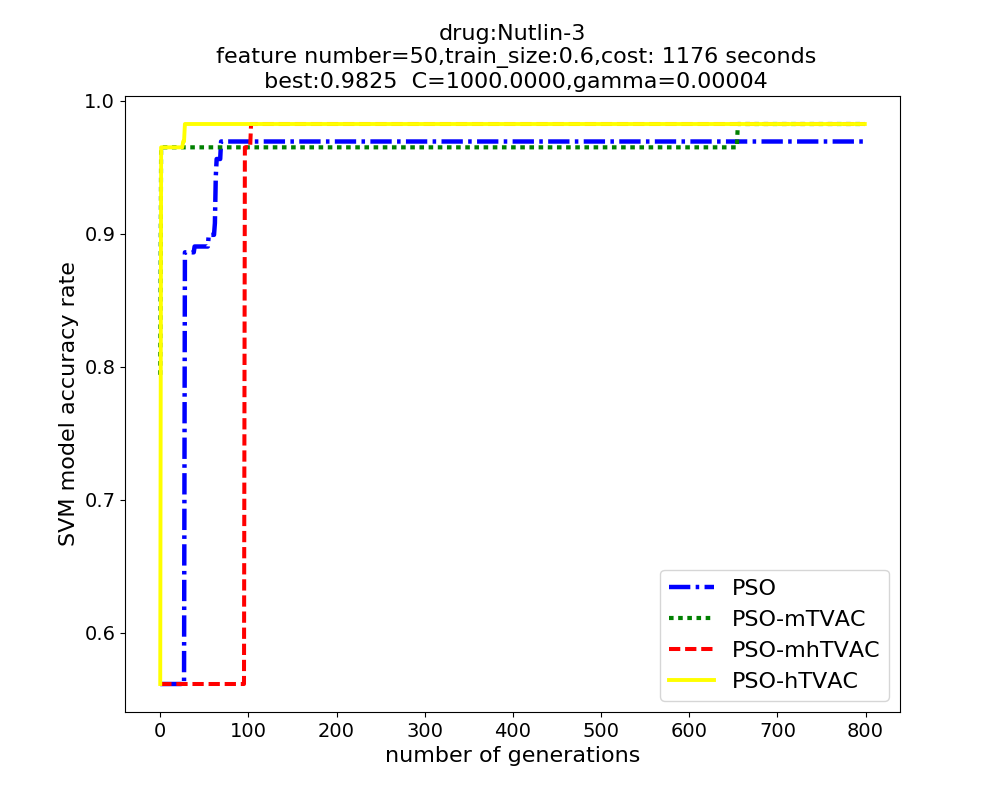 drug:Nutlin-3
feature number=50,train_size:0.6,cost: 1176 seconds
best:0.9825  C=1000.0000,gamma=0.00004
1.0
0.9
0.8
0.7
0.6
SVM model accuracy rate
PSO
PSO-mTVAC
PSO-mhTVAC
PSO-hTVAC
0 100 200 300 400 500 600 700 800
number of generations